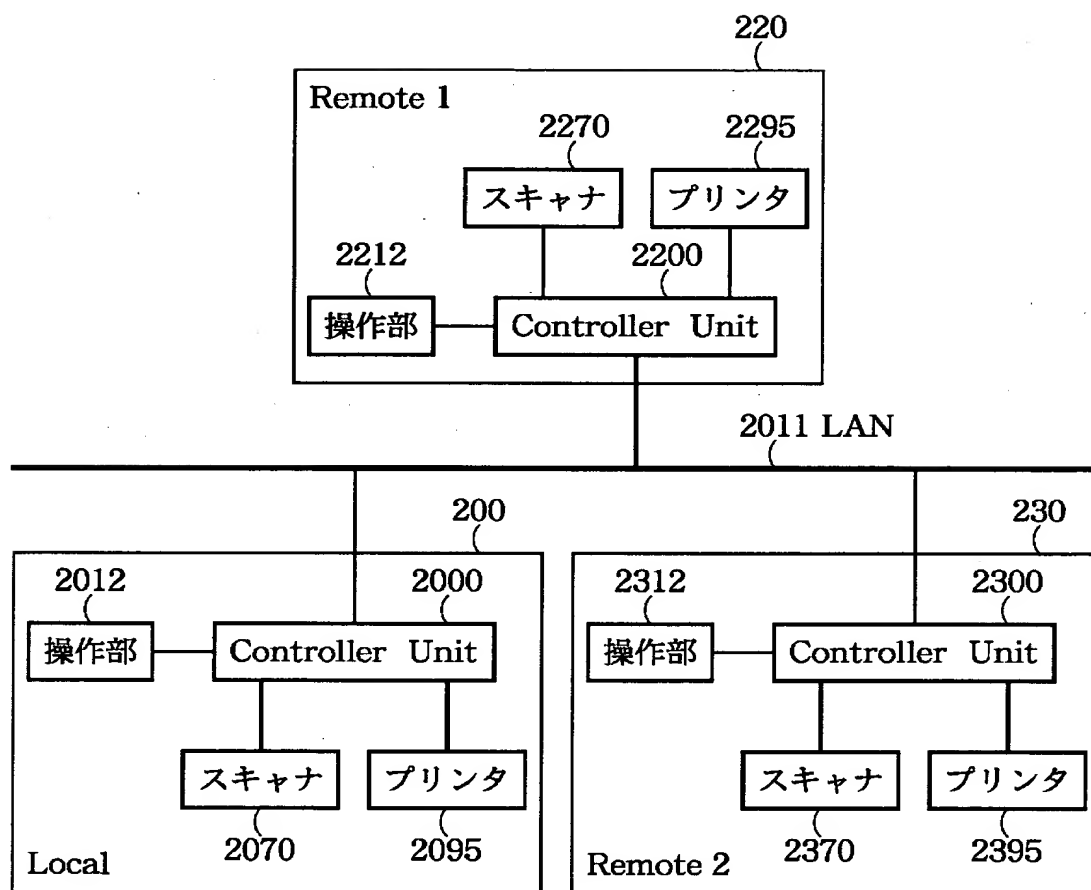 220
Remote 1
2270
2295
スキャナ
プリンタ
2212
2200
操作部
Controller Unit
2011 LAN
200
230
2012
2000
操作部
Controller Unit
スキャナ
プリンタ
2070
2095
Local
2312
2300
操作部
Controller Unit
スキャナ
プリンタ
2370
2395
Remote 2